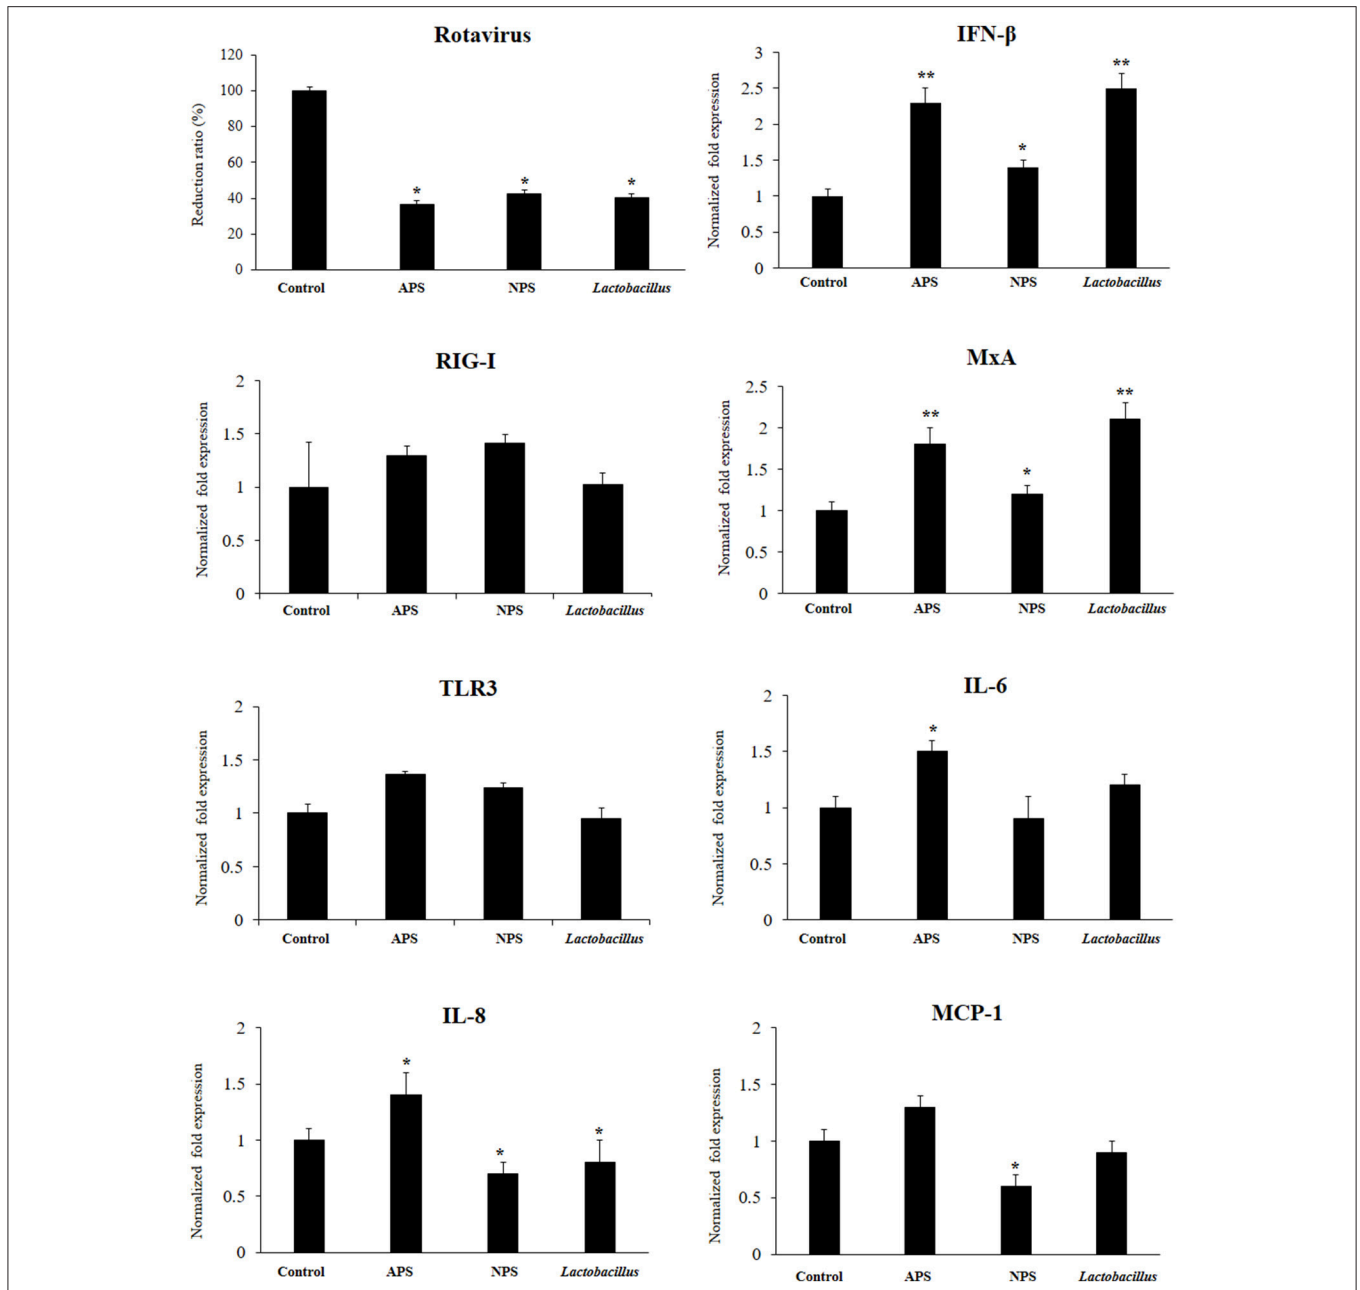 Rotavirus
Reduction ratio (%)
120
100
80
60
40
20
0
*
*
*
Control APS NPS Lactobacillus
IFN-β
Normalized fold expression
3
2.5
2
1.5
1
0.5
0
**
*
**
Control APS NPS Lactobacillus
RIG-I
Normalized fold expression
2
1.5
1
0.5
0
Control APS NPS Lactobacillus
MxA
Normalized fold expression
2.5
2
1.5
1
0.5
0
**
*
**
Control APS NPS Lactobacillus
TLR3
Normalized fold expression
2
1.5
1
0.5
0
Control APS NPS Lactobacillus
IL-6
Normalized fold expression
2
1.5
1
0.5
0
*
Control APS NPS Lactobacillus
IL-8
Normalized fold expression
2
1.5
1
0.5
0
*
*
*
Control APS NPS Lactobacillus
MCP-1
Normalized fold expression
2
1.5
1
0.5
0
*
Control APS NPS Lactobacillus